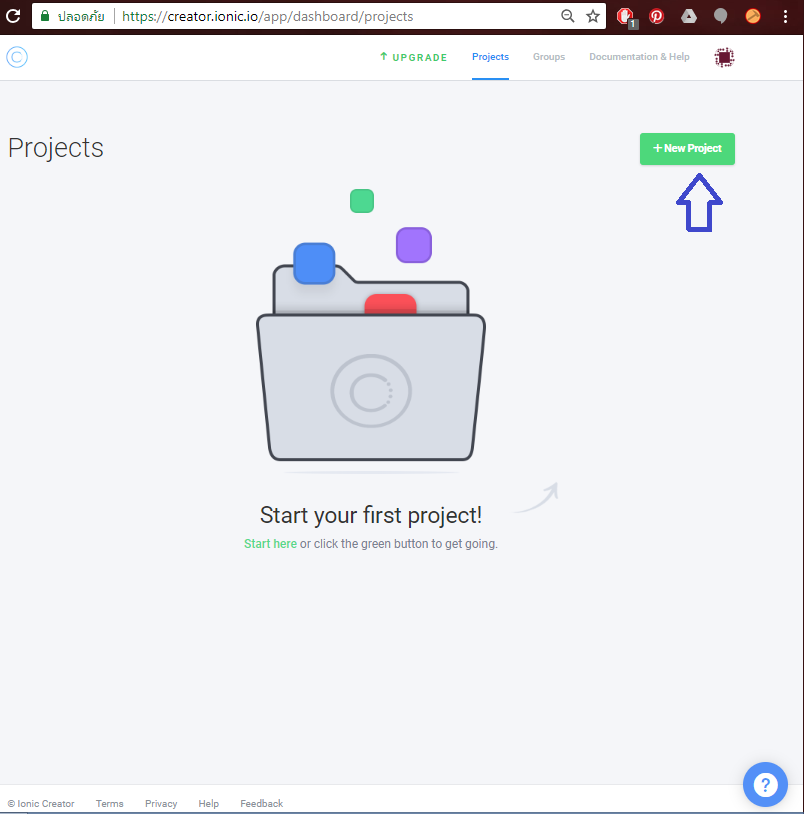 ปลอดภัย https://creator.ionic.io/app/dashboard/projects 1
UPGRADE Projects Groups Documentation & Help
Projects
+ New Project
Start your first project!
Start here or click the green button to get going.
?
© Ionic Creator Terms Privacy Help Feedback